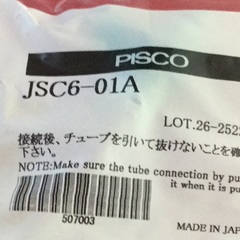 PISCO
JSC6-01A
LOT.26-252
接続後、チューブを引いて抜けないことを確
下さい。
NOTE:Make sure the tube connection by pu
it when it is pu
507003
MADE IN JAP